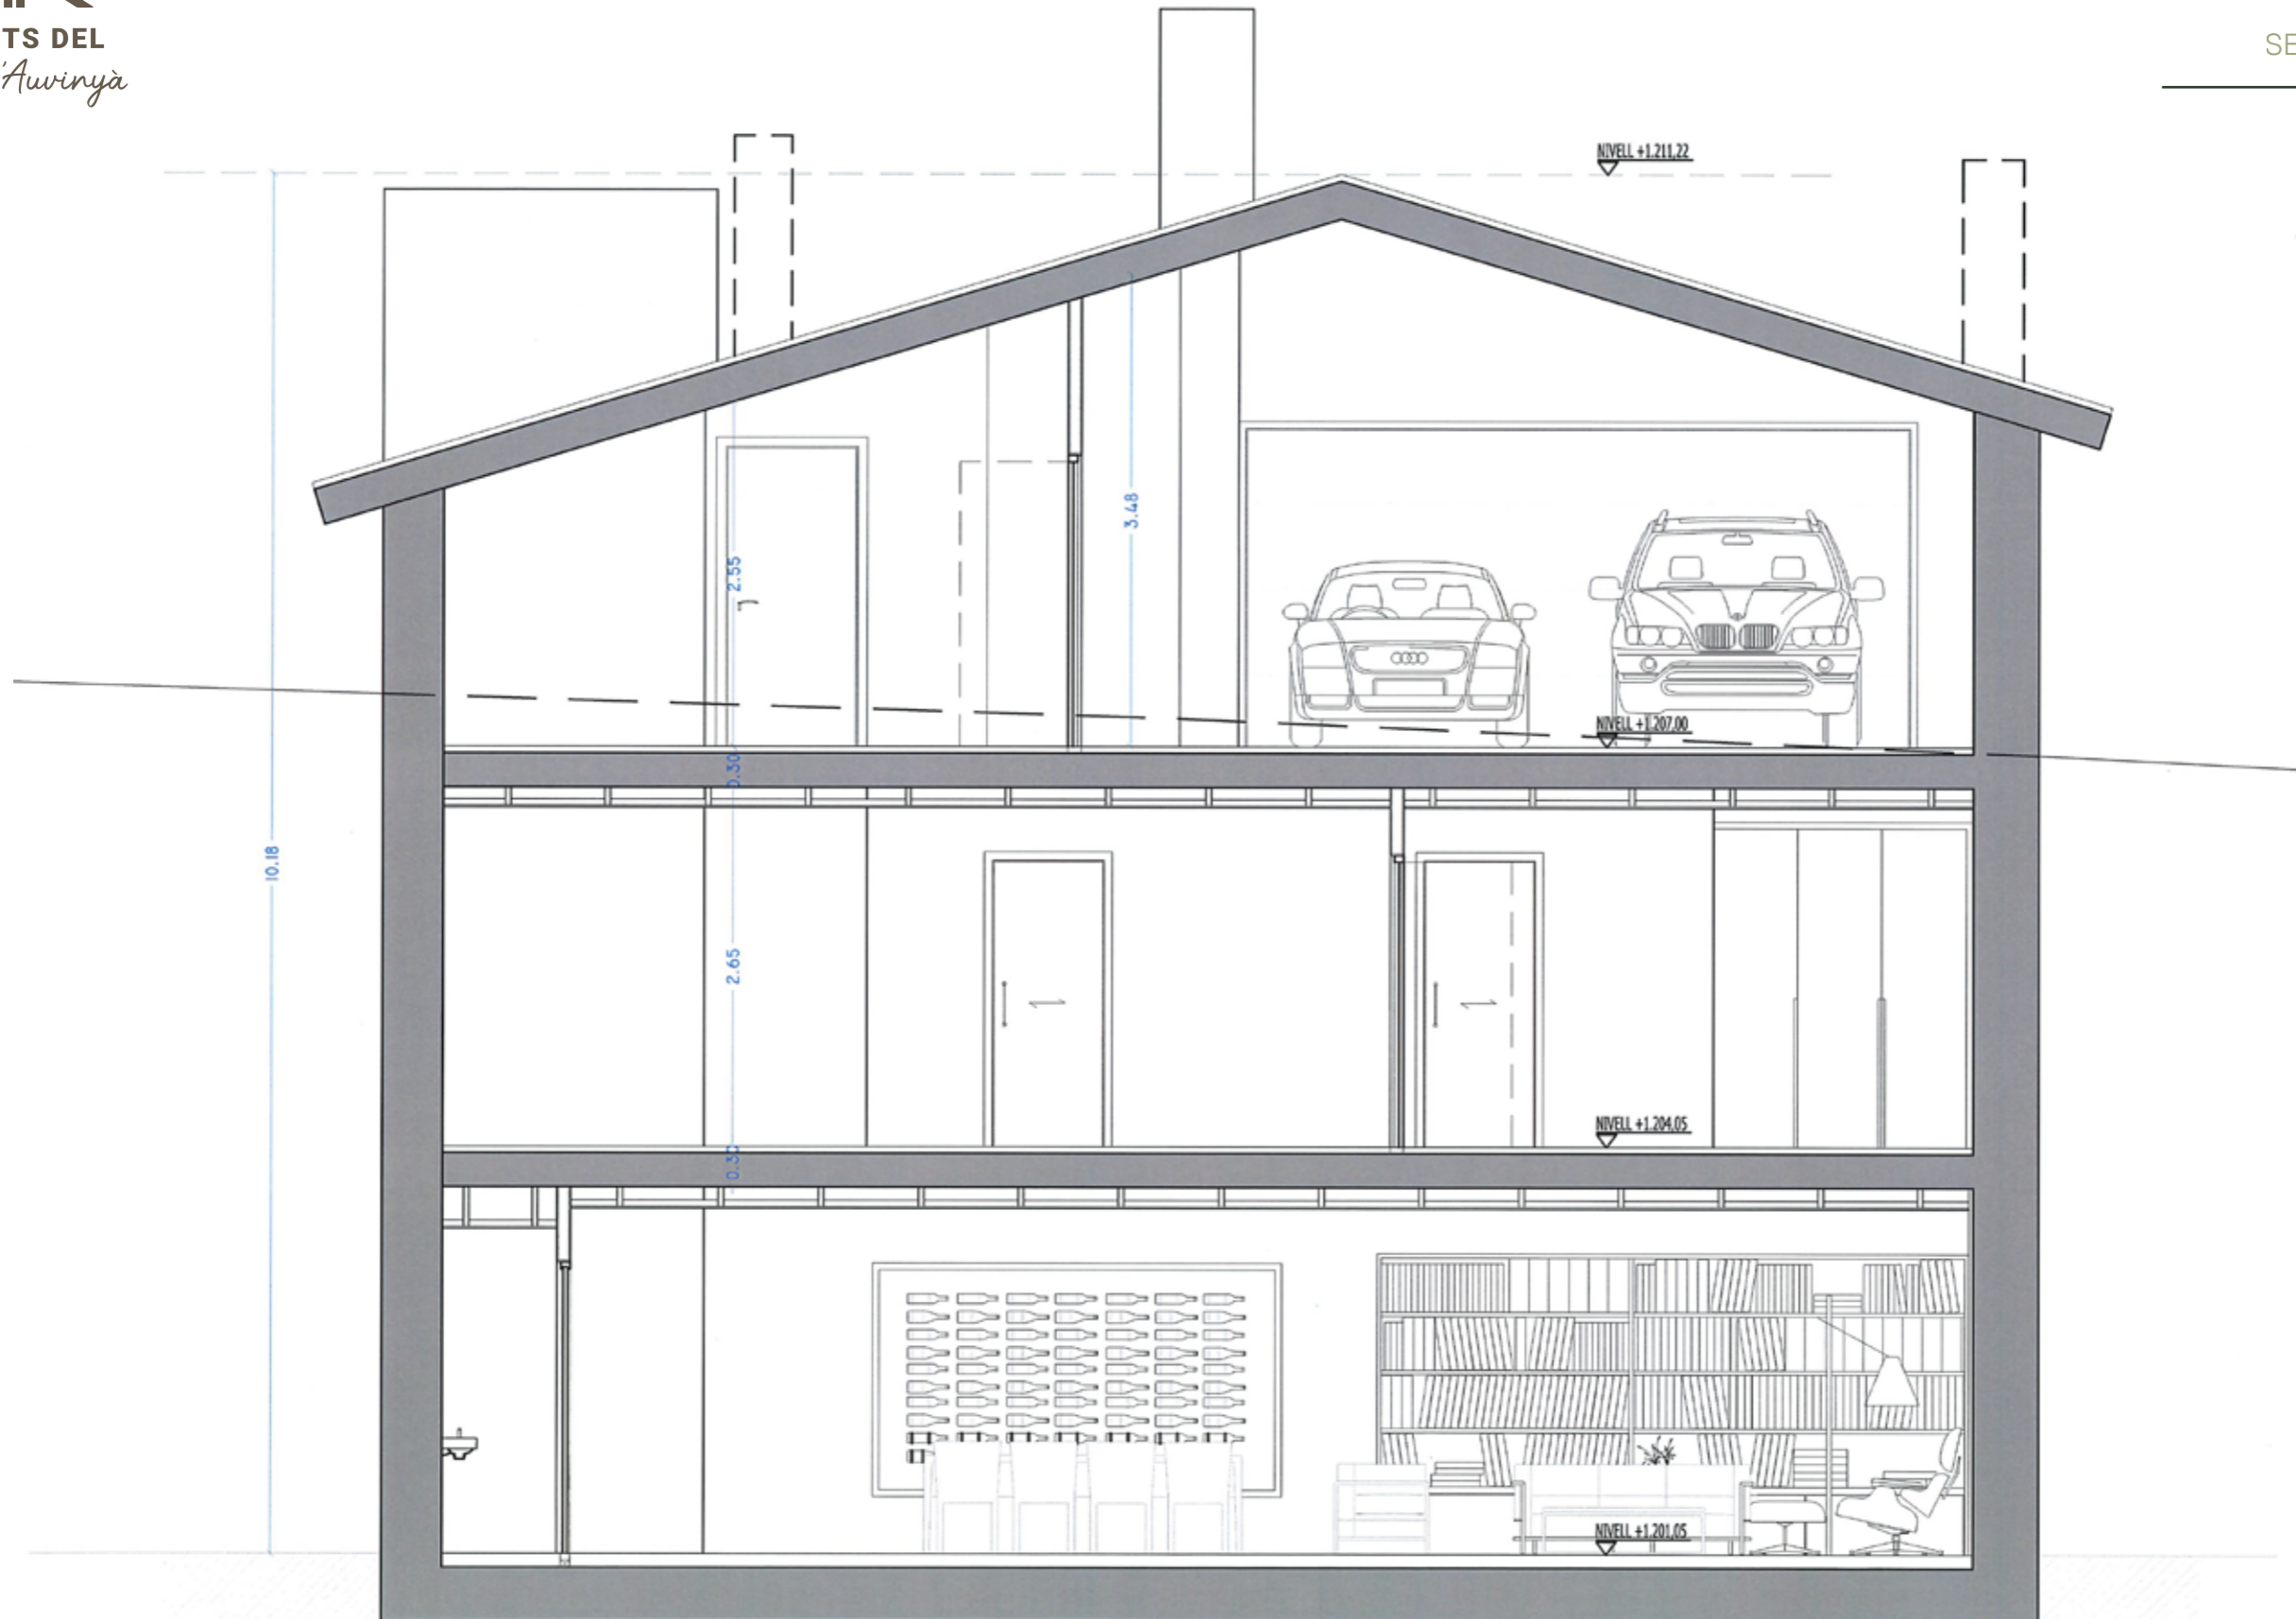 TS DEL
'Auvinyà
SE
NIVELL +1.211,22
3.48
2.55
NIVELL +1.207,00
0.30
10.18
2.65
NIVELL +1.204,05
0.30
NIVELL +1.201,05